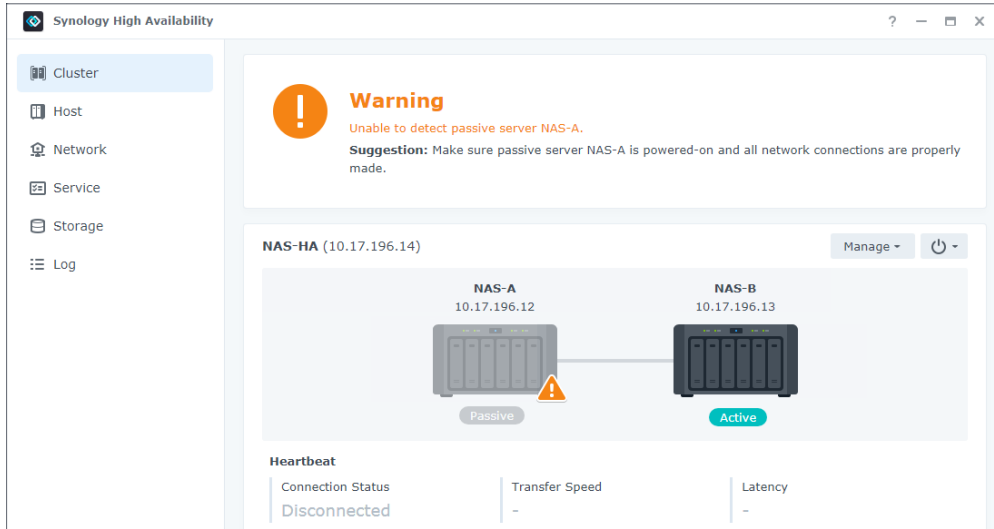 Synology High Availability
?
Cluster
Host
Network
Service
Storage
Log
Warning
Unable to detect passive server NAS-A.
Suggestion: Make sure passive server NAS-A is powered-on and all network connections are properly
made.
NAS-HA (10.17.196.14)
Manage
NAS-A
10.17.196.12
Passive
NAS-B
10.17.196.13
Active
Heartbeat
Connection Status
Disconnected
Transfer Speed
-
Latency
-